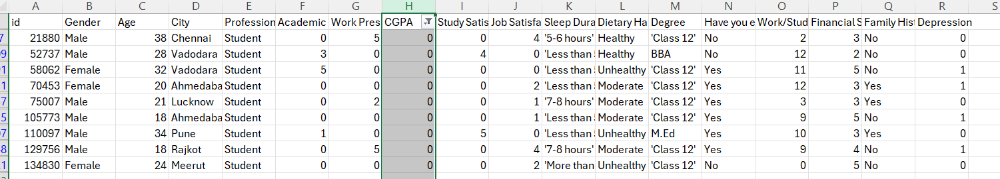 A B C D E F G H I J K L M N O P Q R S
id Gender Age City Profession Academic Work Pres CGPA Study Satis Job Satisfa Sleep Dura Dietary Ha Degree Have you e Work/Stud Financial S Family Hist Depression
7 21880 Male 38 Chennai Student 0 5 0 0 4 '5-6 hours' Healthy 'Class 12' No 2 3 No 0
09 52737 Male 28 Vadodara Student 3 0 0 4 0 'Less than Healthy BBA No 12 2 No 0
01 58062 Female 32 Vadodara Student 5 0 0 0 0 'Less than Unhealthy 'Class 12' Yes 11 5 No 1
1 70453 Female 20 Ahmedaba Student 0 0 0 0 2 'Less than Moderate 'Class 12' Yes 12 3 Yes 1
7 75007 Male 21 Lucknow Student 0 2 0 0 1 '7-8 hours' Moderate 'Class 12' Yes 3 3 Yes 0
5 105773 Male 18 Ahmedaba Student 0 0 0 0 1 'Less than Moderate 'Class 12' Yes 9 5 No 1
07 110097 Male 34 Pune Student 1 0 0 5 0 'Less than Unhealthy M.Ed Yes 10 3 Yes 0
8 129756 Male 18 Rajkot Student 0 5 0 0 4 '7-8 hours' Moderate 'Class 12' Yes 9 4 No 1
1 134830 Female 24 Meerut Student 0 0 0 0 2 'More than Unhealthy 'Class 12' No 0 5 No 0